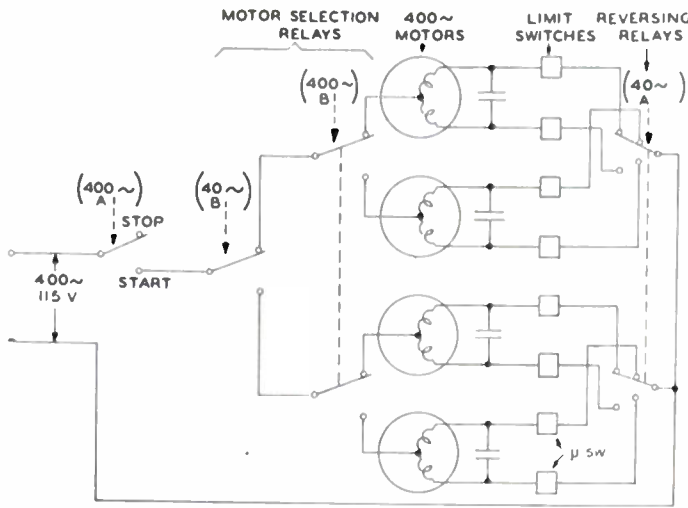 MOTOR SELECTION
RELAYS
400~
MOTORS
LIMIT
SWITCHES
REVERSING
RELAYS
(400~)
B
(40~)
A
(400~)
A
(40~)
B
STOP
START
400~
115 V
μ SW